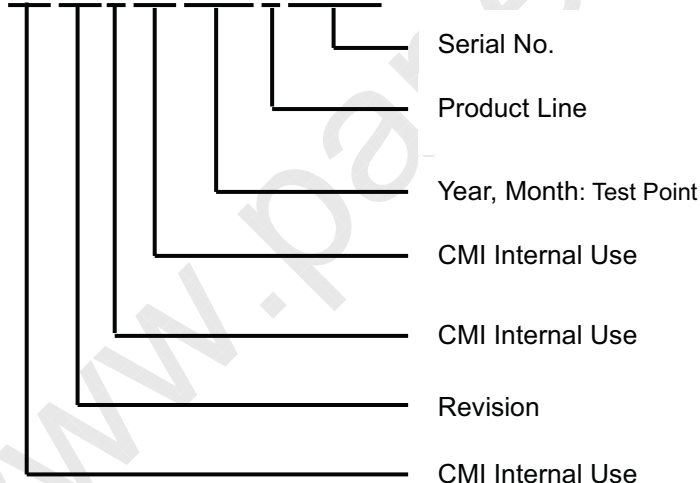 Serial No.
Product Line
Year, Month: Test Point
CMI Internal Use
CMI Internal Use
Revision
CMI Internal Use